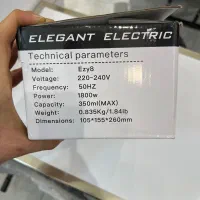 ELEGANT ELECTRIC
Technical parameters
Model: Ezy8
Voltage: 220-240V
Frequency: 50HZ
Power: 1800w
Capacity: 350ml(MAX)
Weight: 0.835Kg/1.84lb
Dimensions: 105*155*260mm